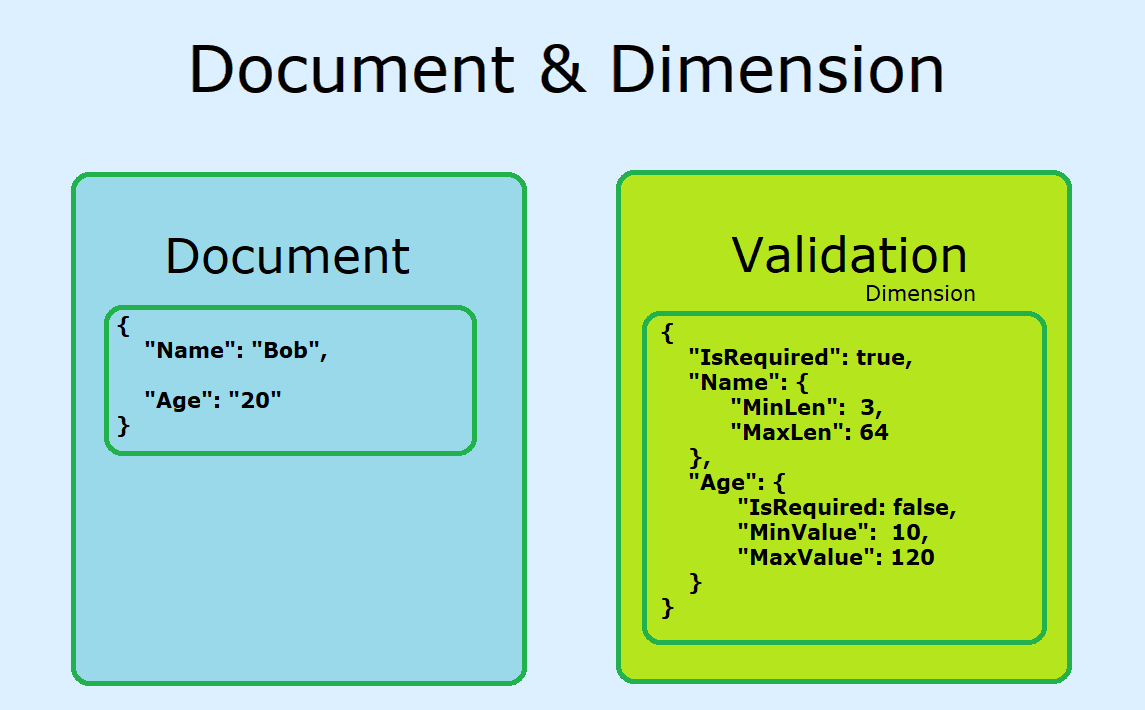 Document & Dimension
Document
{
"Name": "Bob",
"Age": "20"
}
Validation
Dimension
{
"IsRequired": true,
"Name": {
"MinLen":  3,
"MaxLen": 64
},
"Age": {
"IsRequired: false,
"MinValue":  10,
"MaxValue": 120
}
}